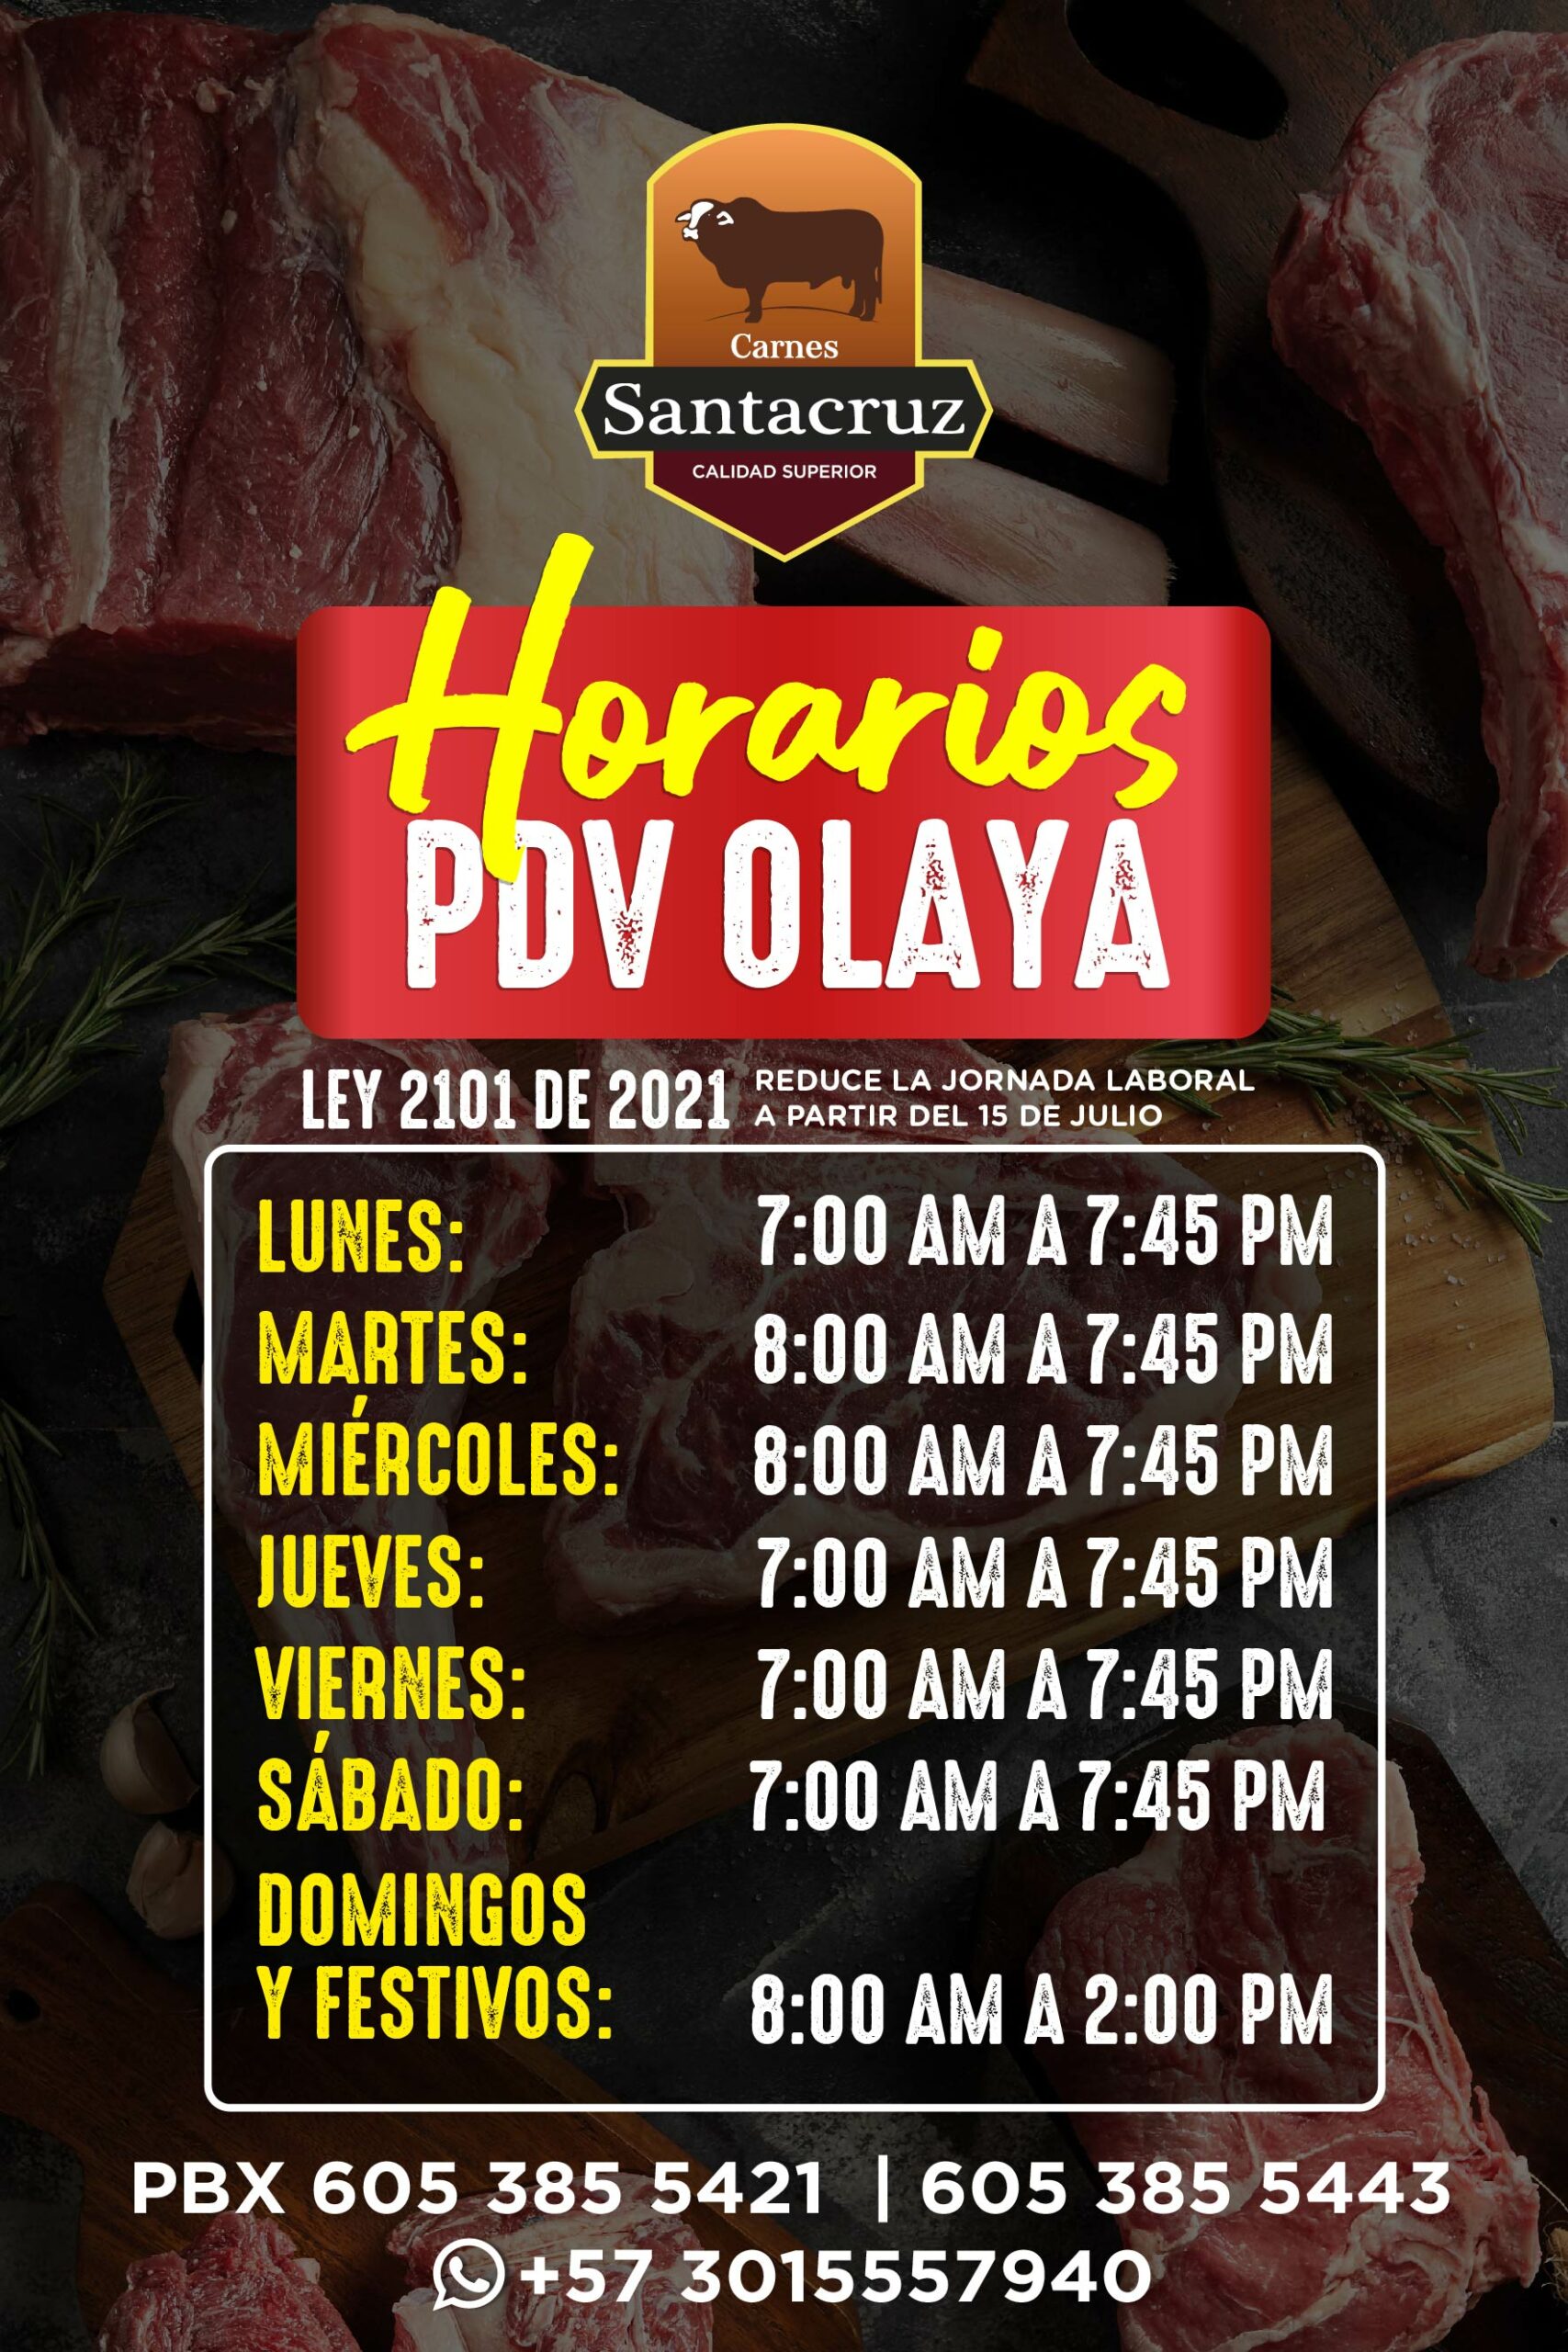 Carnes
Santacruz
CALIDAD SUPERIOR
Horarios
PDV OLAYA
LEY 2101 DE 2021 REDUCE LA JORNADA LABORAL
A PARTIR DEL 15 DE JULIO
LUNES: 7:00 AM A 7:45 PM
MARTES: 8:00 AM A 7:45 PM
MIÉRCOLES: 8:00 AM A 7:45 PM
JUEVES: 7:00 AM A 7:45 PM
VIERNES: 7:00 AM A 7:45 PM
SÁBADO: 7:00 AM A 7:45 PM
DOMINGOS
Y FESTIVOS: 8:00 AM A 2:00 PM
PBX 605 385 5421 | 605 385 5443
+57 3015557940